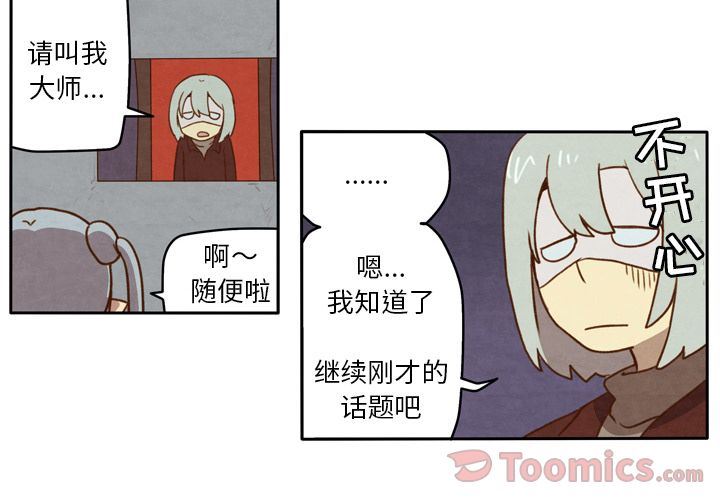 请叫我
大师...
啊～
随便啦
......
嗯...
我知道了
继续刚才的
话题吧
不开心
Toomics.com